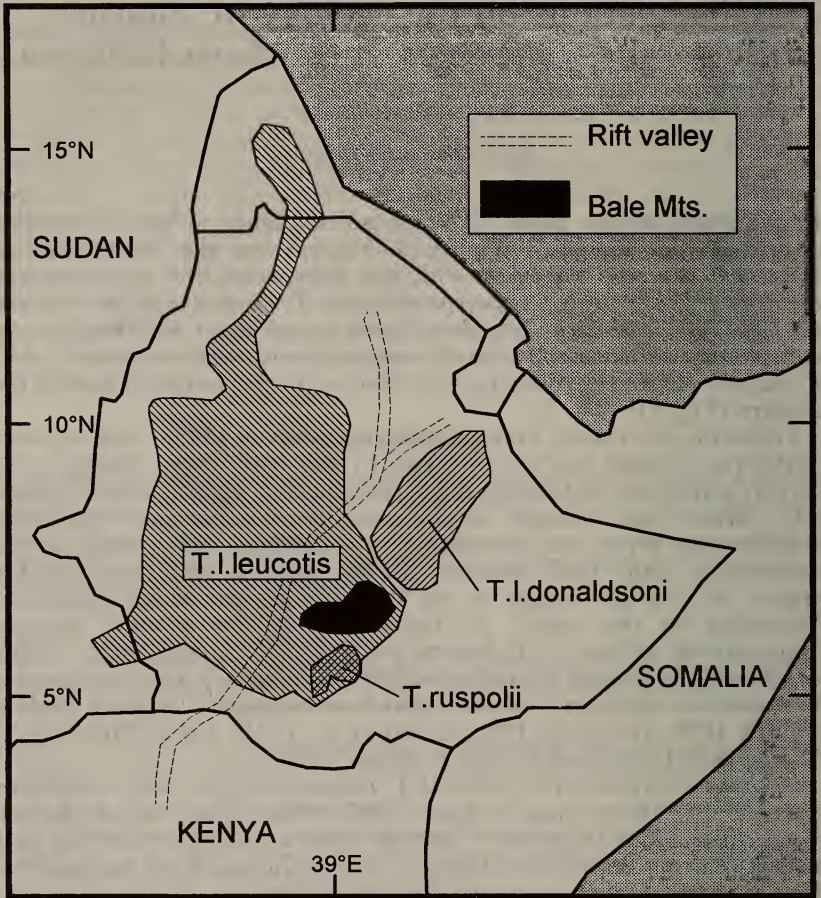 15°N
Rift valley
Bale Mts.
SUDAN
10°N
T.l.leucotis
T.l.donaldsoni
5°N
T.ruspolii
SOMALIA
KENYA
39°E